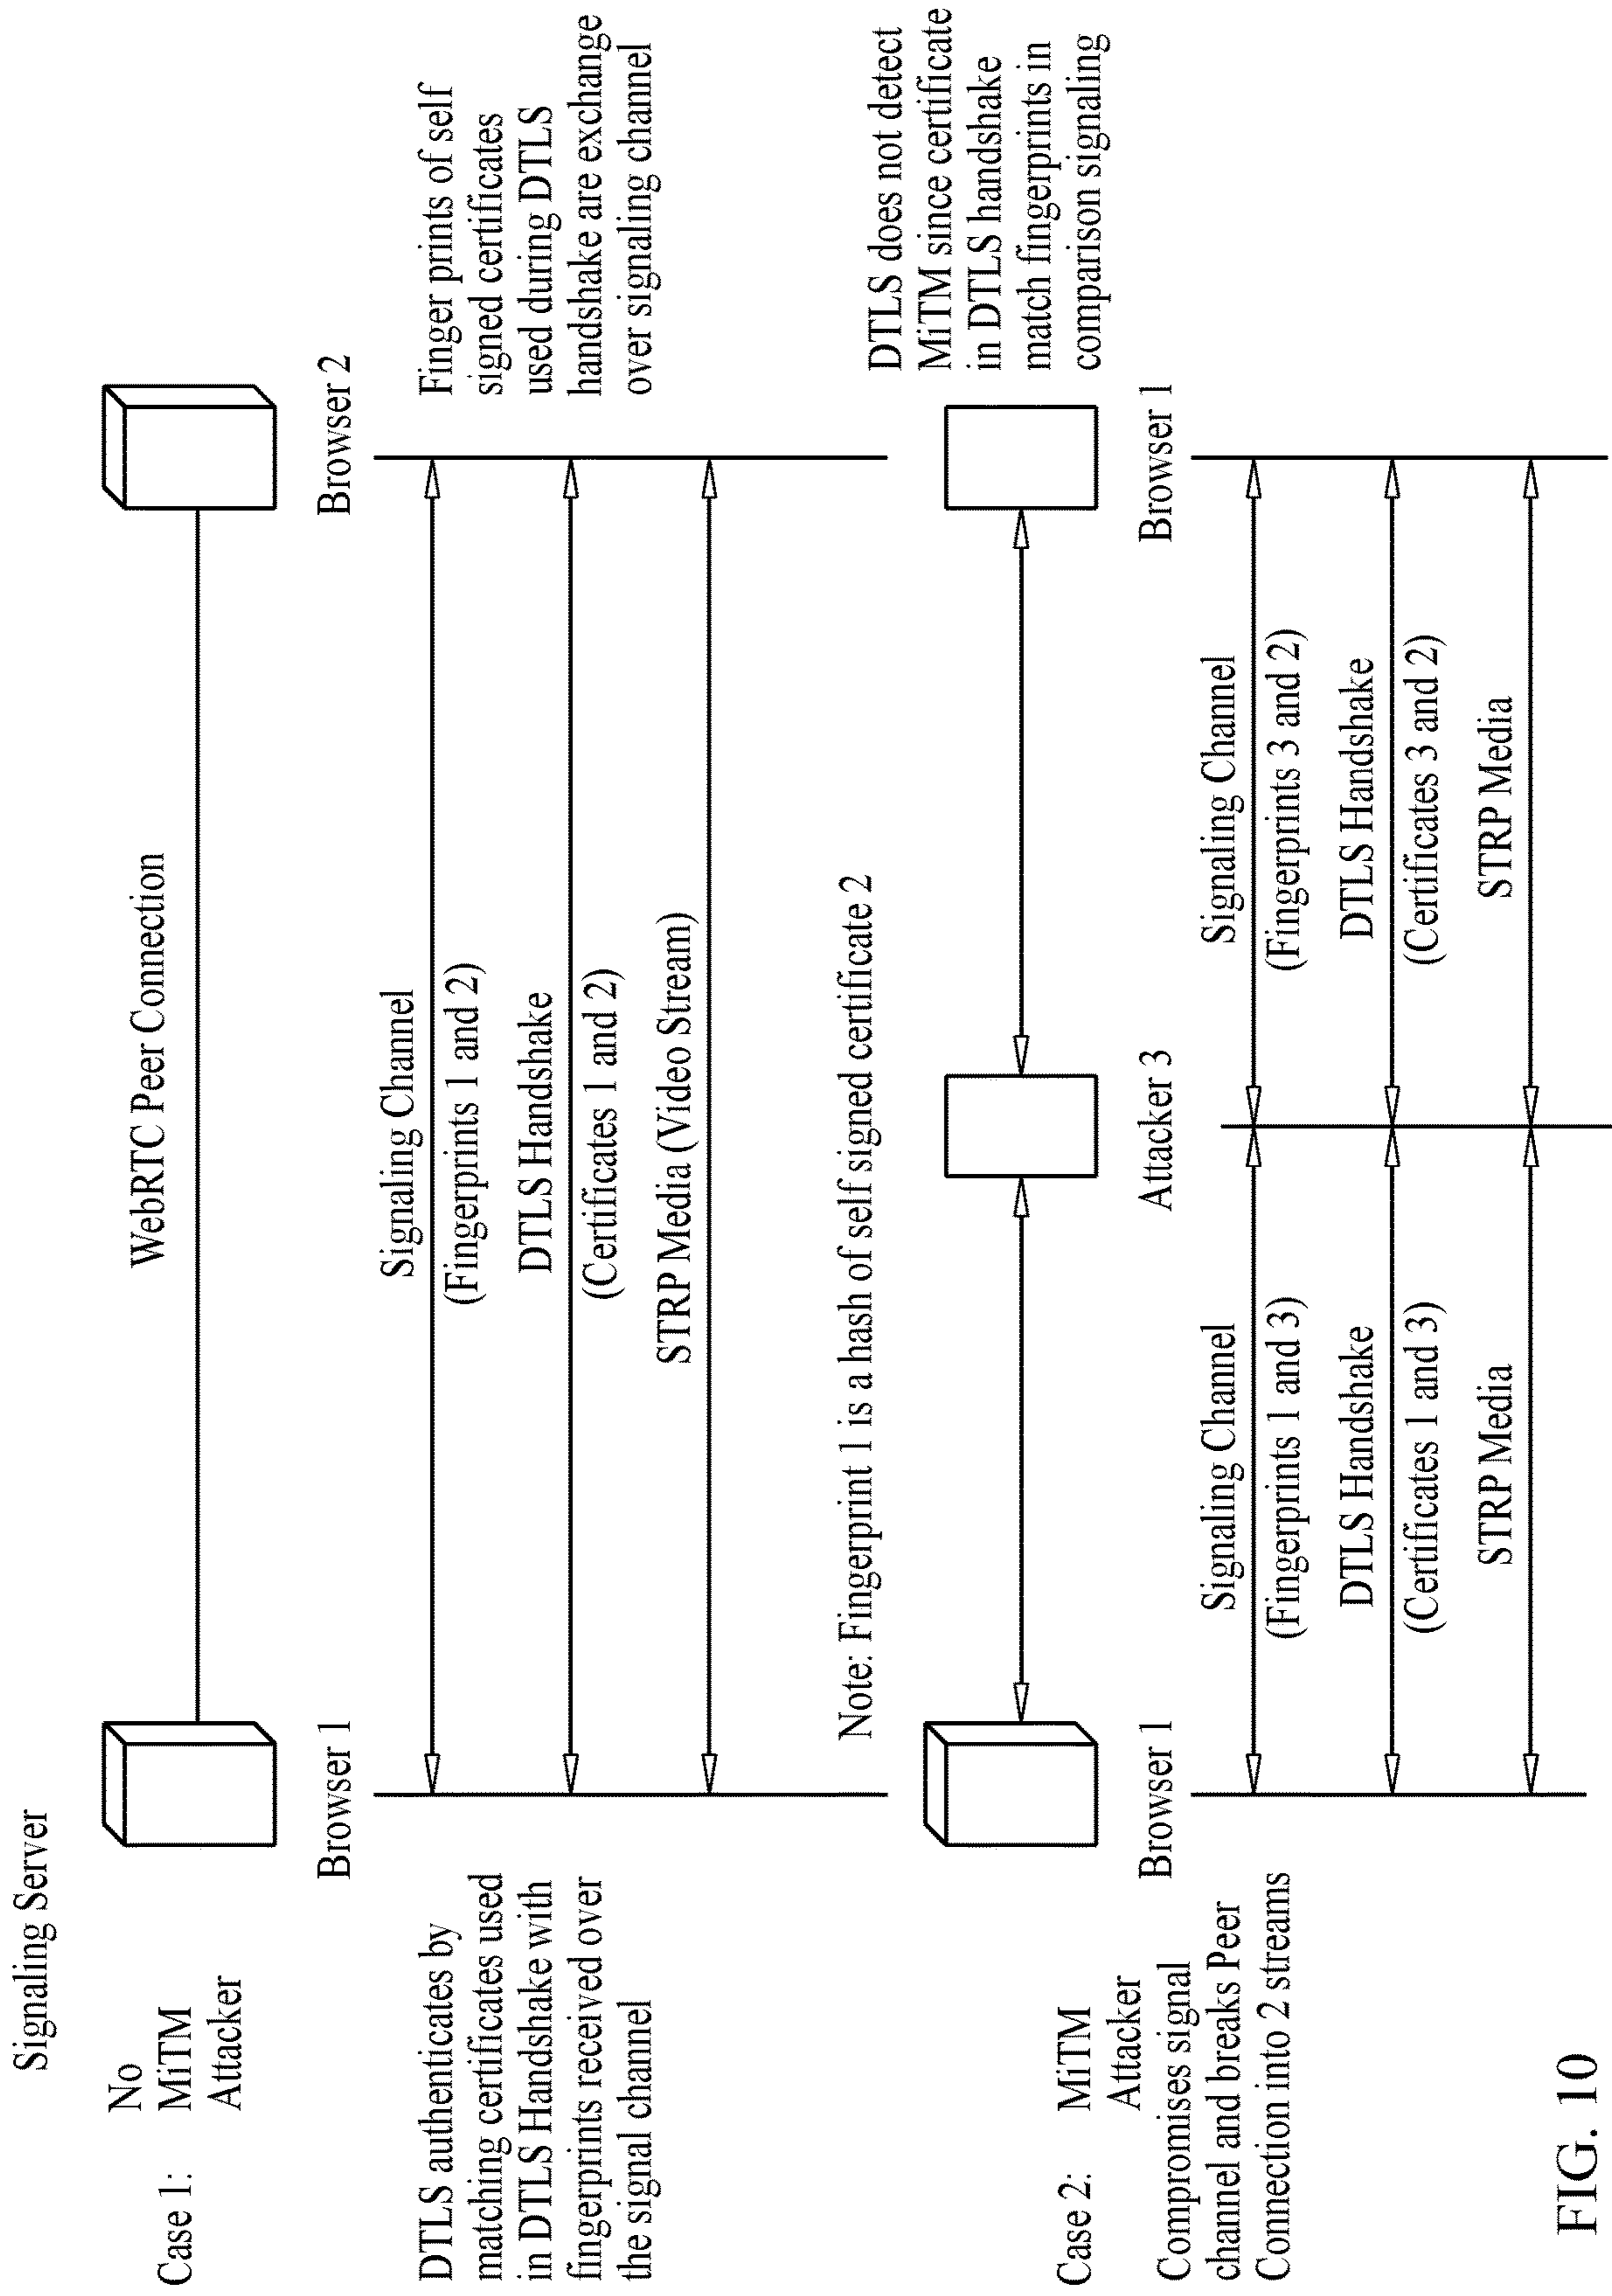 Signaling Server
Case 1:
No
MiTM
Attacker
WebRTC Peer Connection
Browser 1
Browser 2
DTLS authenticates by
matching certificates used
in DTLS Handshake with
fingerprints received over
the signal channel
Signaling Channel
(Fingerprints 1 and 2)
DTLS Handshake
(Certificates 1 and 2)
STRP Media (Video Stream)
Finger prints of self
signed certificates
used during DTLS
handshake are exchange
over signaling channel
Note: Fingerprint 1 is a hash of self signed certificate 2
Case 2:
MiTM
Attacker
Compromises signal
channel and breaks Peer
Connection into 2 streams
Browser 1
Attacker 3
Browser 1
DTLS does not detect
MiTM since certificate
in DTLS handshake
match fingerprints in
comparison signaling
Signaling Channel
(Fingerprints 1 and 3)
DTLS Handshake
(Certificates 1 and 3)
STRP Media
Signaling Channel
(Fingerprints 3 and 2)
DTLS Handshake
(Certificates 3 and 2)
STRP Media
FIG. 10